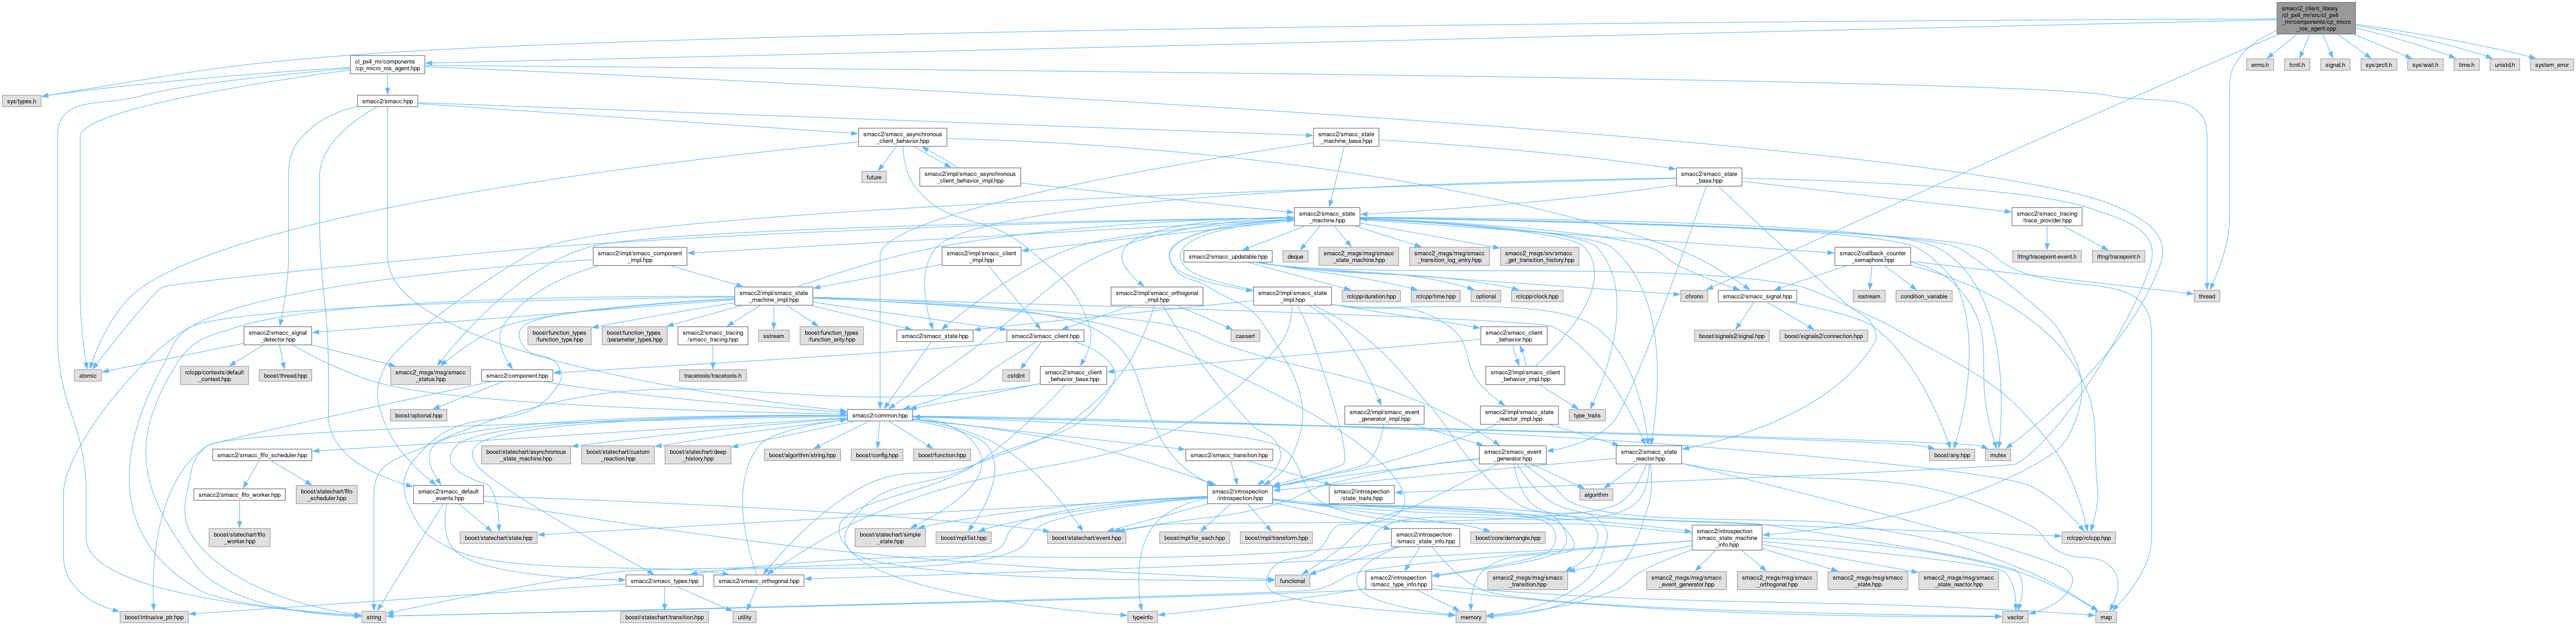 smacc2_client_library
/cl_px4_mr/src/cl_px4
_mr/components/cp_micro
_ros_agent.cpp
cl_px4_mr/components
/cp_micro_ros_agent.hpp
errno.h
fcntl.h
signal.h
sys/prctl.h
sys/wait.h
time.h
unistd.h
system_error
sys/types.h
smacc2/smacc.hpp
smacc2/smacc_asynchronous
_client_behavior.hpp
smacc2/smacc_state
_machine_base.hpp
future
smacc2/impl/smacc_asynchronous
_client_behavior_impl.hpp
smacc2/smacc_state
_base.hpp
smacc2/smacc_state
_machine.hpp
smacc2/smacc_tracing
/trace_provider.hpp
smacc2/impl/smacc_component
_impl.hpp
smacc2/impl/smacc_client
_impl.hpp
smacc2/smacc_updatable.hpp
deque
smacc2_msgs/msg/smacc
_state_machine.hpp
smacc2_msgs/msg/smacc
_transition_log_entry.hpp
smacc2_msgs/srv/smacc
_get_transition_history.hpp
smacc2/callback_counter
_semaphore.hpp
lttng/tracepoint-event.h
lttng/tracepoint.h
smacc2/impl/smacc_state
_machine_impl.hpp
smacc2/impl/smacc_orthogonal
_impl.hpp
smacc2/impl/smacc_state
_impl.hpp
rclcpp/duration.hpp
rclcpp/time.hpp
optional
rclcpp/clock.hpp
chrono
smacc2/smacc_signal.hpp
iostream
condition_variable
thread
smacc2/smacc_signal
_detector.hpp
boost/function_types
/function_type.hpp
boost/function_types
/parameter_types.hpp
smacc2/smacc_tracing
/smacc_tracing.hpp
sstream
boost/function_types
/function_arity.hpp
smacc2/smacc_state.hpp
smacc2/smacc_client.hpp
cassert
smacc2/smacc_client
_behavior.hpp
boost/signals2/signal.hpp
boost/signals2/connection.hpp
atomic
rclcpp/contexts/default
_context.hpp
boost/thread.hpp
smacc2_msgs/msg/smacc
_status.hpp
smacc2/component.hpp
tracetools/tracetools.h
cstdint
smacc2/smacc_client
_behavior_base.hpp
smacc2/impl/smacc_client
_behavior_impl.hpp
boost/optional.hpp
smacc2/common.hpp
smacc2/impl/smacc_event
_generator_impl.hpp
smacc2/impl/smacc_state
_reactor_impl.hpp
type_traits
smacc2/smacc_fifo_scheduler.hpp
boost/statechart/asynchronous
_state_machine.hpp
boost/statechart/custom
_reaction.hpp
boost/statechart/deep
_history.hpp
boost/algorithm/string.hpp
boost/config.hpp
boost/function.hpp
smacc2/smacc_transition.hpp
smacc2/smacc_event
_generator.hpp
smacc2/smacc_state
_reactor.hpp
boost/any.hpp
mutex
smacc2/smacc_fifo_worker.hpp
boost/statechart/fifo
_scheduler.hpp
smacc2/smacc_default
_events.hpp
smacc2/introspection
/introspection.hpp
smacc2/introspection
/state_traits.hpp
algorithm
boost/statechart/fifo
_worker.hpp
boost/statechart/state.hpp
boost/statechart/simple
_state.hpp
boost/mpl/list.hpp
boost/statechart/event.hpp
boost/mpl/for_each.hpp
boost/mpl/transform.hpp
smacc2/introspection
/smacc_state_info.hpp
boost/core/demangle.hpp
smacc2/introspection
/smacc_state_machine
_info.hpp
rclcpp/rclcpp.hpp
smacc2/smacc_types.hpp
smacc2/smacc_orthogonal.hpp
functional
smacc2/introspection
/smacc_type_info.hpp
smacc2_msgs/msg/smacc
_transition.hpp
smacc2_msgs/msg/smacc
_event_generator.hpp
smacc2_msgs/msg/smacc
_orthogonal.hpp
smacc2_msgs/msg/smacc
_state.hpp
smacc2_msgs/msg/smacc
_state_reactor.hpp
boost/intrusive_ptr.hpp
string
boost/statechart/transition.hpp
utility
typeinfo
memory
vector
map